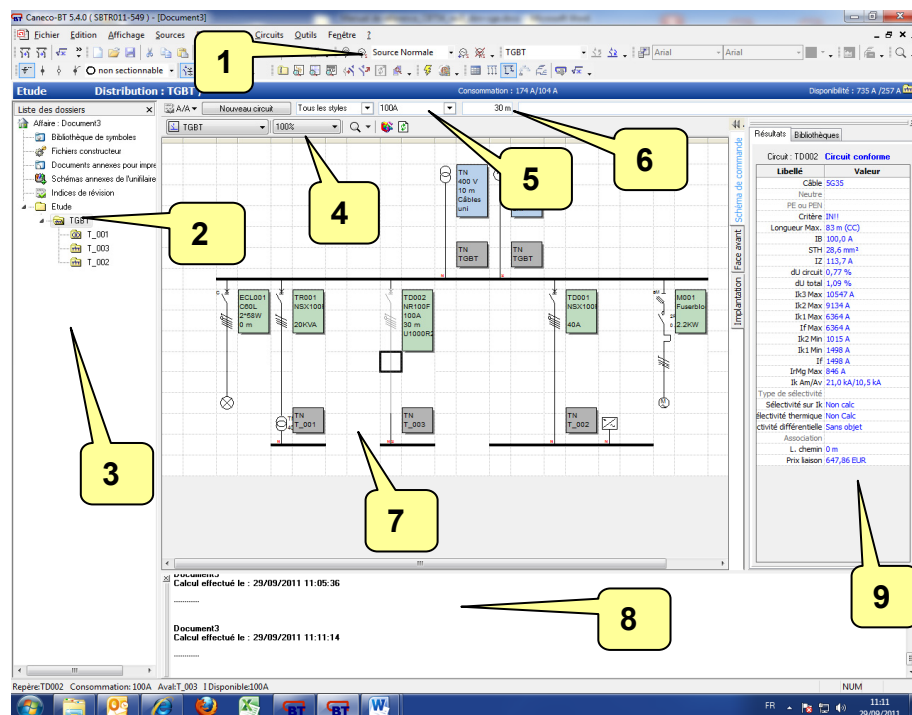 Caneco-BT 5.4.0 ( SBTR011-549 ) - [Document3]
Fichier Edition Affichage Sources Circuits Outils Fenêtre ?
Source Normale TGBT Arial Arial
non sectionnable
Etude Distribution : TGBT / Consommation : 174 A/104 A Disponibilité : 735 A/257 A
Liste des dossiers x
A/A Nouveau circuit Tous les styles 100A 30 m
TGBT 100%
Affaire : Document3
Bibliothèque de symboles
Fichiers constructeur
Documents annexes pour impre
Schémas annexes de l'unifilaire
Indices de révision
Etude
TGBT
T_001
T_003
T_002
1
2
3
4
5
6
7
8
9
TN
400 V
10 m
Câbles
uni
TN
TGBT
TN
TGBT
ECL001
C60L
2*58W
0 m
TR001
20KVA
TD002
NR100F
100A
30 m
TD001
40A
M001
2.2KW
TN
T_001
TN
T_003
TN
T_002
Schéma de commande
Face avant
Implantation
Résultats Bibliothèques
Circuit : TD002 Circuit conforme
Libellé Valeur
Câble 5G35
Neutre
PE ou PEN
Critère IN!!
Longueur Max. 83 m (CC)
IB 100,0 A
STH 28,6 mm²
IZ 113,7 A
dU circuit 0,77 %
dU total 1,09 %
Ik3 Max 10547 A
Ik2 Max 9134 A
Ik1 Max 6364 A
If Max 6364 A
Ik2 Min 1015 A
Ik1 Min 1498 A
If 1498 A
IrMg Max 846 A
Ik Am/Av 21,0 kA/10,5 kA
Type de sélectivité
Sélectivité sur Ik Non calc
électivité thermique Non Calc
ctivité différentielle Sans objet
Association
L. chemin 0 m
Prix liaison 647,86 EUR
Document3
Calcul effectué le : 29/09/2011 11:05:36
------------
Document3
Calcul effectué le : 29/09/2011 11:11:14
------------
Repère:TD002 Consommation: 100A Aval:T_003 I Disponible:100A NUM
BT BT W
FR 11:11
29/09/2011